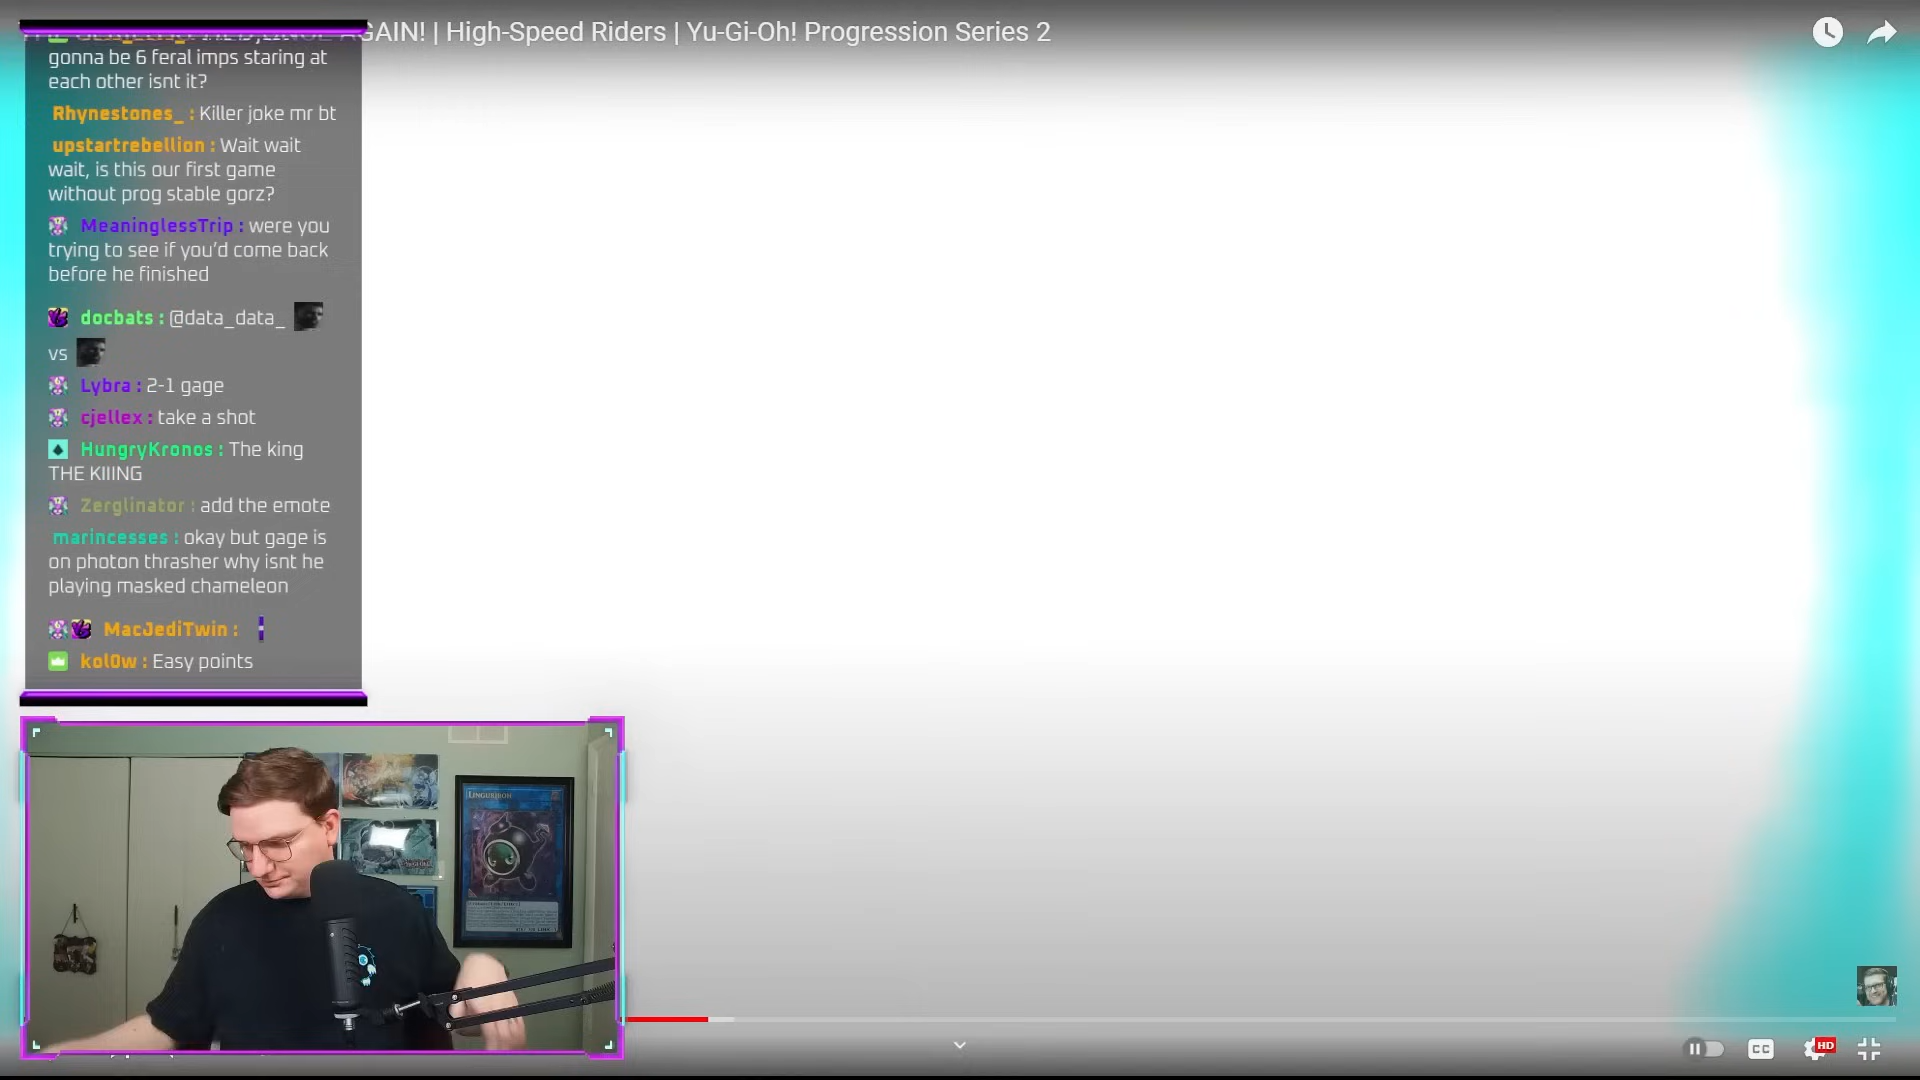 AGAIN! | High-Speed Riders | Yu-Gi-Oh! Progression Series 2
gonna be 6 feral imps staring at
each other isnt it?
Rhynestones_ : Killer joke mr bt
upstartrebellion : Wait wait
wait, is this our first game
without prog stable gorz?
MeaninglessTrip : were you
trying to see if you'd come back
before he finished
docbats : @data_data_
vs
Lybra : 2-1 gage
cjellex : take a shot
HungryKronos : The king
THE KIIING
Zerglinator : add the emote
marincesses : okay but gage is
on photon thrasher why isnt he
playing masked chameleon
MacJediTwin :
kol0w : Easy points
LINGURIBOH
CC
HD